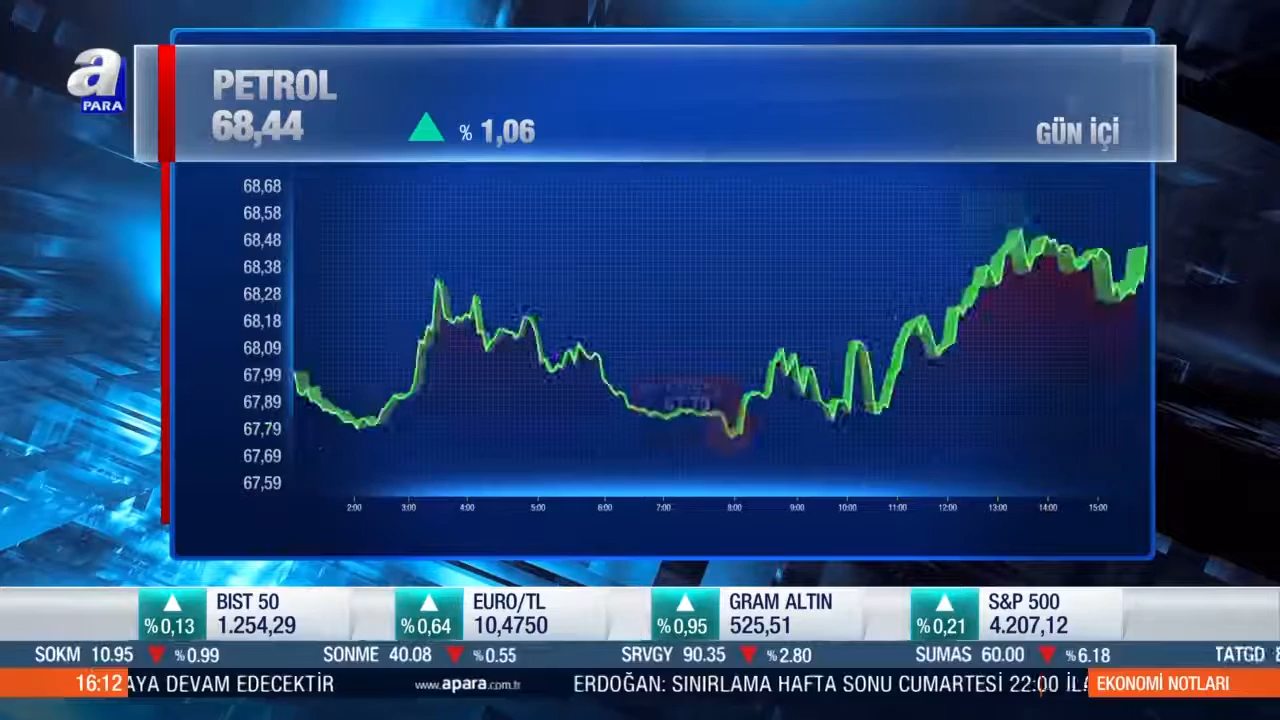 a
PARA
PETROL
68,44
% 1,06
GÜN İÇİ
68,68
68,58
68,48
68,38
68,28
68,18
68,09
67,99
67,89
67,79
67,69
67,59
2:00 3:00 4:00 5:00 6:00 7:00 8:00 9:00 10:00 11:00 12:00 13:00 14:00 15:00
BIST 50
%0,13 1.254,29
EURO/TL
%0,64 10,4750
GRAM ALTIN
%0,95 525,51
S&P 500
%0,21 4.207,12
SOKM 10.95 %0.99 SONME 40.08 %0.55 SRVGY 90.35 %2.80 SUMAS 60.00 %6.18 TATGD
16:12 AYA DEVAM EDECEKTİR www.apara.com.tr ERDOĞAN: SINIRLAMA HAFTA SONU CUMARTESİ 22:00 İLA EKONOMİ NOTLARI